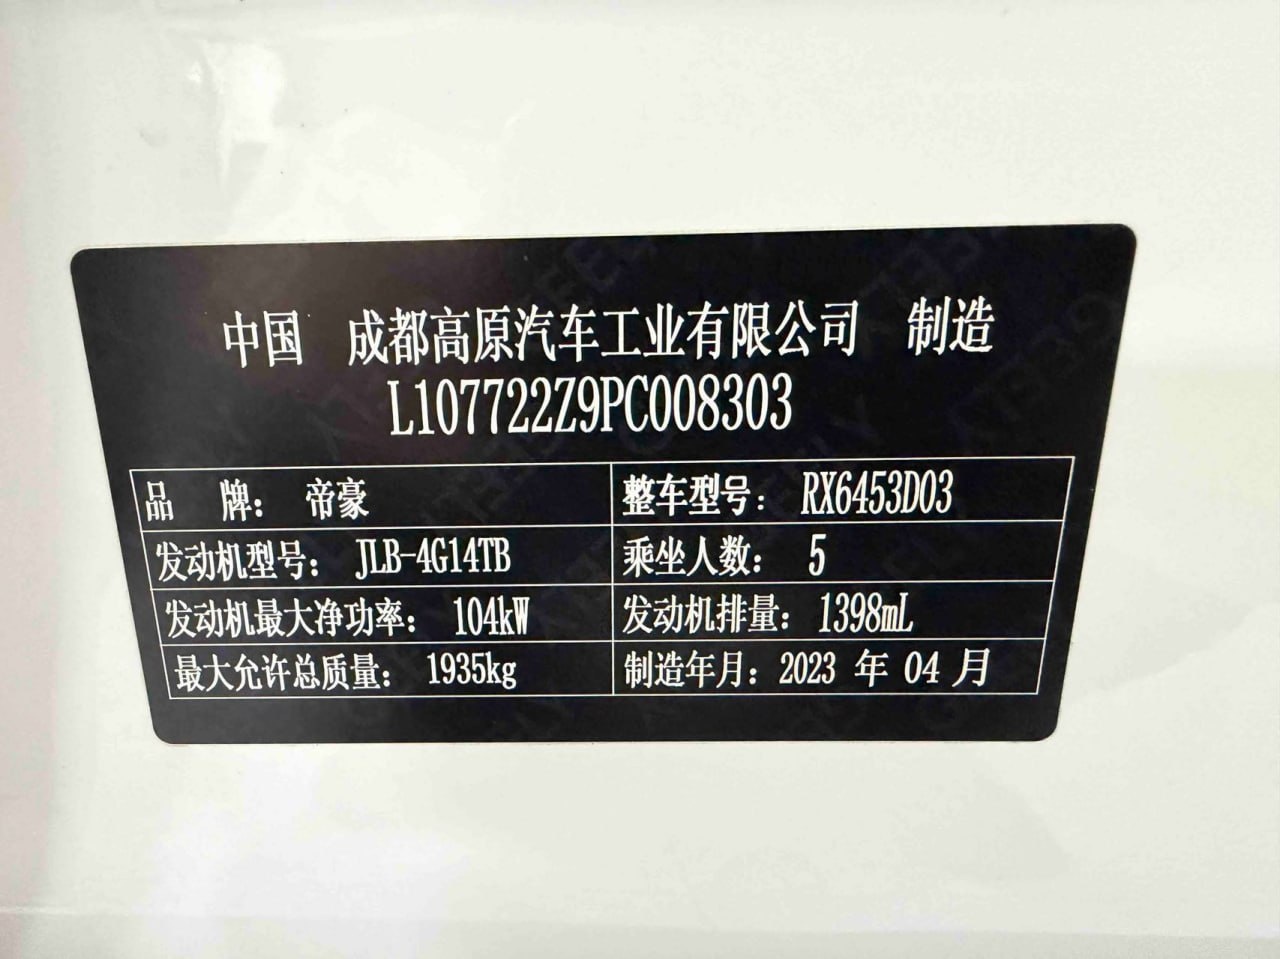 中国 成都高原汽车工业有限公司 制造
L107722Z9PC008303
品 牌： 帝豪 整车型号： RX6453D03
发动机型号： JLB-4G14TB 乘坐人数： 5
发动机最大净功率： 104kW 发动机排量： 1398mL
最大允许总质量： 1935kg 制造年月： 2023 年 04 月